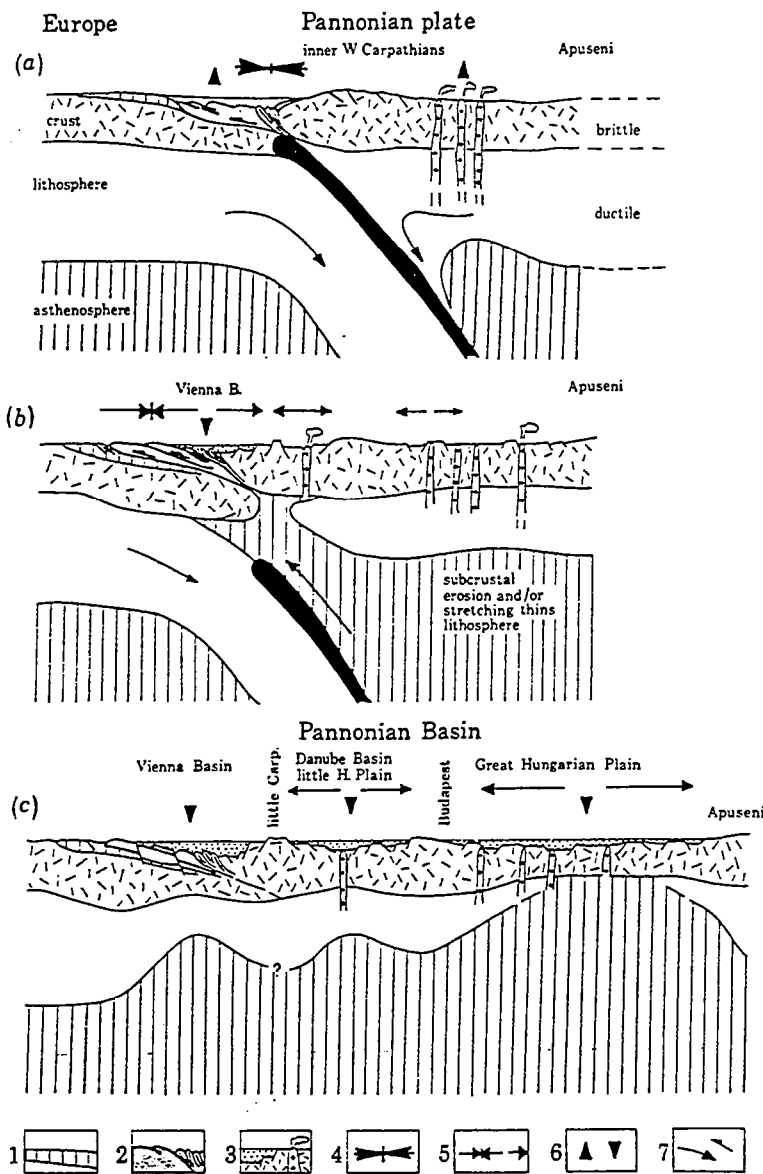 Europe
Pannonian plate
inner W Carpathians
Apuseni
(a)
crust
brittle
lithosphere
ductile
asthenosphere
Vienna B.
Apuseni
(b)
subcrustal
erosion and/or
stretching thins
lithosphere
Pannonian Basin
Vienna Basin
little Carp.
Danube Basin
little H. Plain
Budapest
Great Hungarian Plain
(c)
Apuseni
?
1
2
3
4
5
6
7